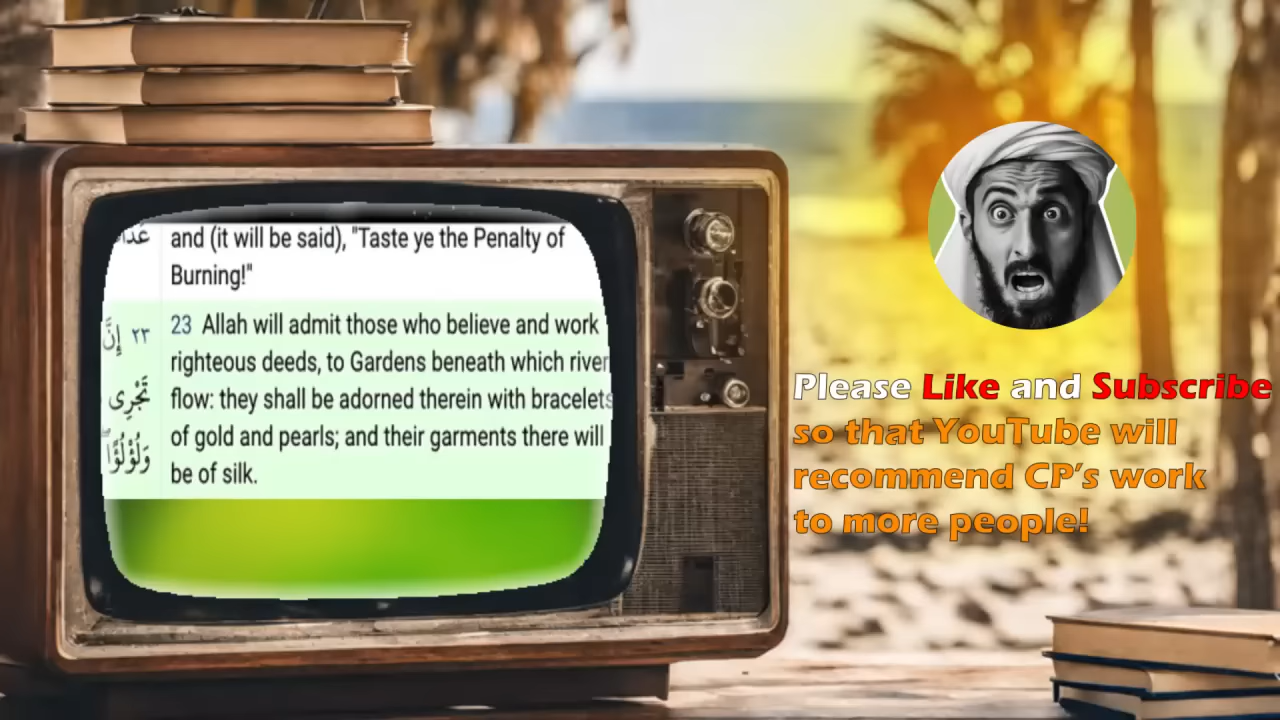 عَذَا
and (it will be said), "Taste ye the Penalty of
Burning!"
٢٣ إِنَّ
23 Allah will admit those who believe and work
righteous deeds, to Gardens beneath which river
تَجْرِى
flow: they shall be adorned therein with bracelets
of gold and pearls; and their garments there will
وَلُؤْلُؤًا
be of silk.
Please Like and Subscribe
so that YouTube will
recommend CP's work
to more people!